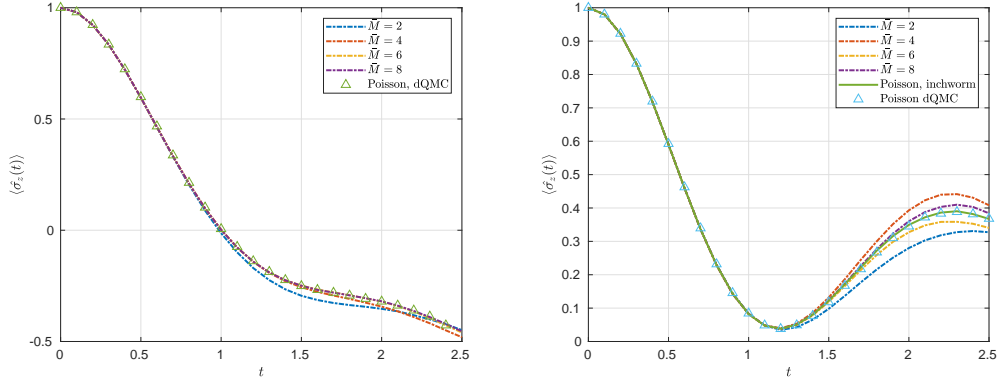 1
0.5
0
-0.5
0
0.5
1
1.5
2
2.5
t
⟨σ̂z(t)⟩
M̄ = 2
M̄ = 4
M̄ = 6
M̄ = 8
Poisson, dQMC
1
0.9
0.8
0.7
0.6
0.5
0.4
0.3
0.2
0.1
0
0
0.5
1
1.5
2
2.5
t
⟨σ̂z(t)⟩
M̄ = 2
M̄ = 4
M̄ = 6
M̄ = 8
Poisson, inchworm
Poisson dQMC